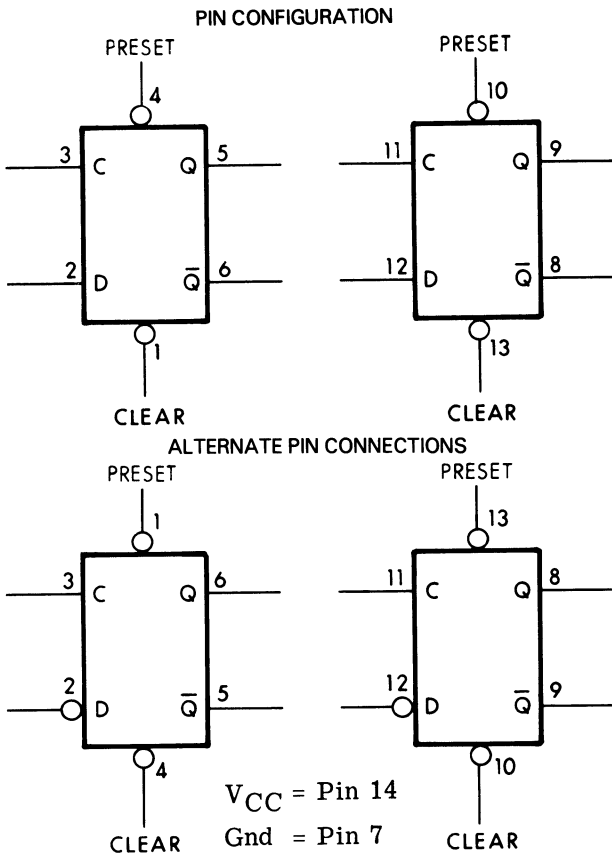 PIN CONFIGURATION
PRESET PRESET
4 10
3 C Q 5 11 C Q 9
2 D Q̅ 6 12 D Q̅ 8
1 13
CLEAR CLEAR
ALTERNATE PIN CONNECTIONS
PRESET PRESET
1 13
3 C Q 6 11 C Q 8
2 D Q̅ 5 12 D Q̅ 9
4 10
VCC = Pin 14
CLEAR Gnd = Pin 7 CLEAR